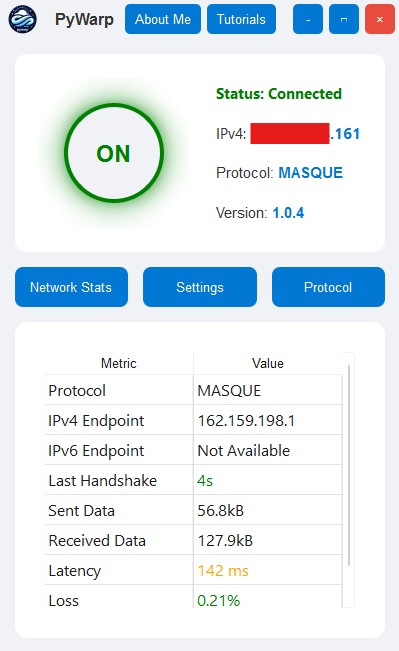 PyWarp About Me Tutorials - ×
ON
Status: Connected
IPv4: .161
Protocol: MASQUE
Version: 1.0.4
Network Stats Settings Protocol
Metric Value
Protocol MASQUE
IPv4 Endpoint 162.159.198.1
IPv6 Endpoint Not Available
Last Handshake 4s
Sent Data 56.8kB
Received Data 127.9kB
Latency 142 ms
Loss 0.21%